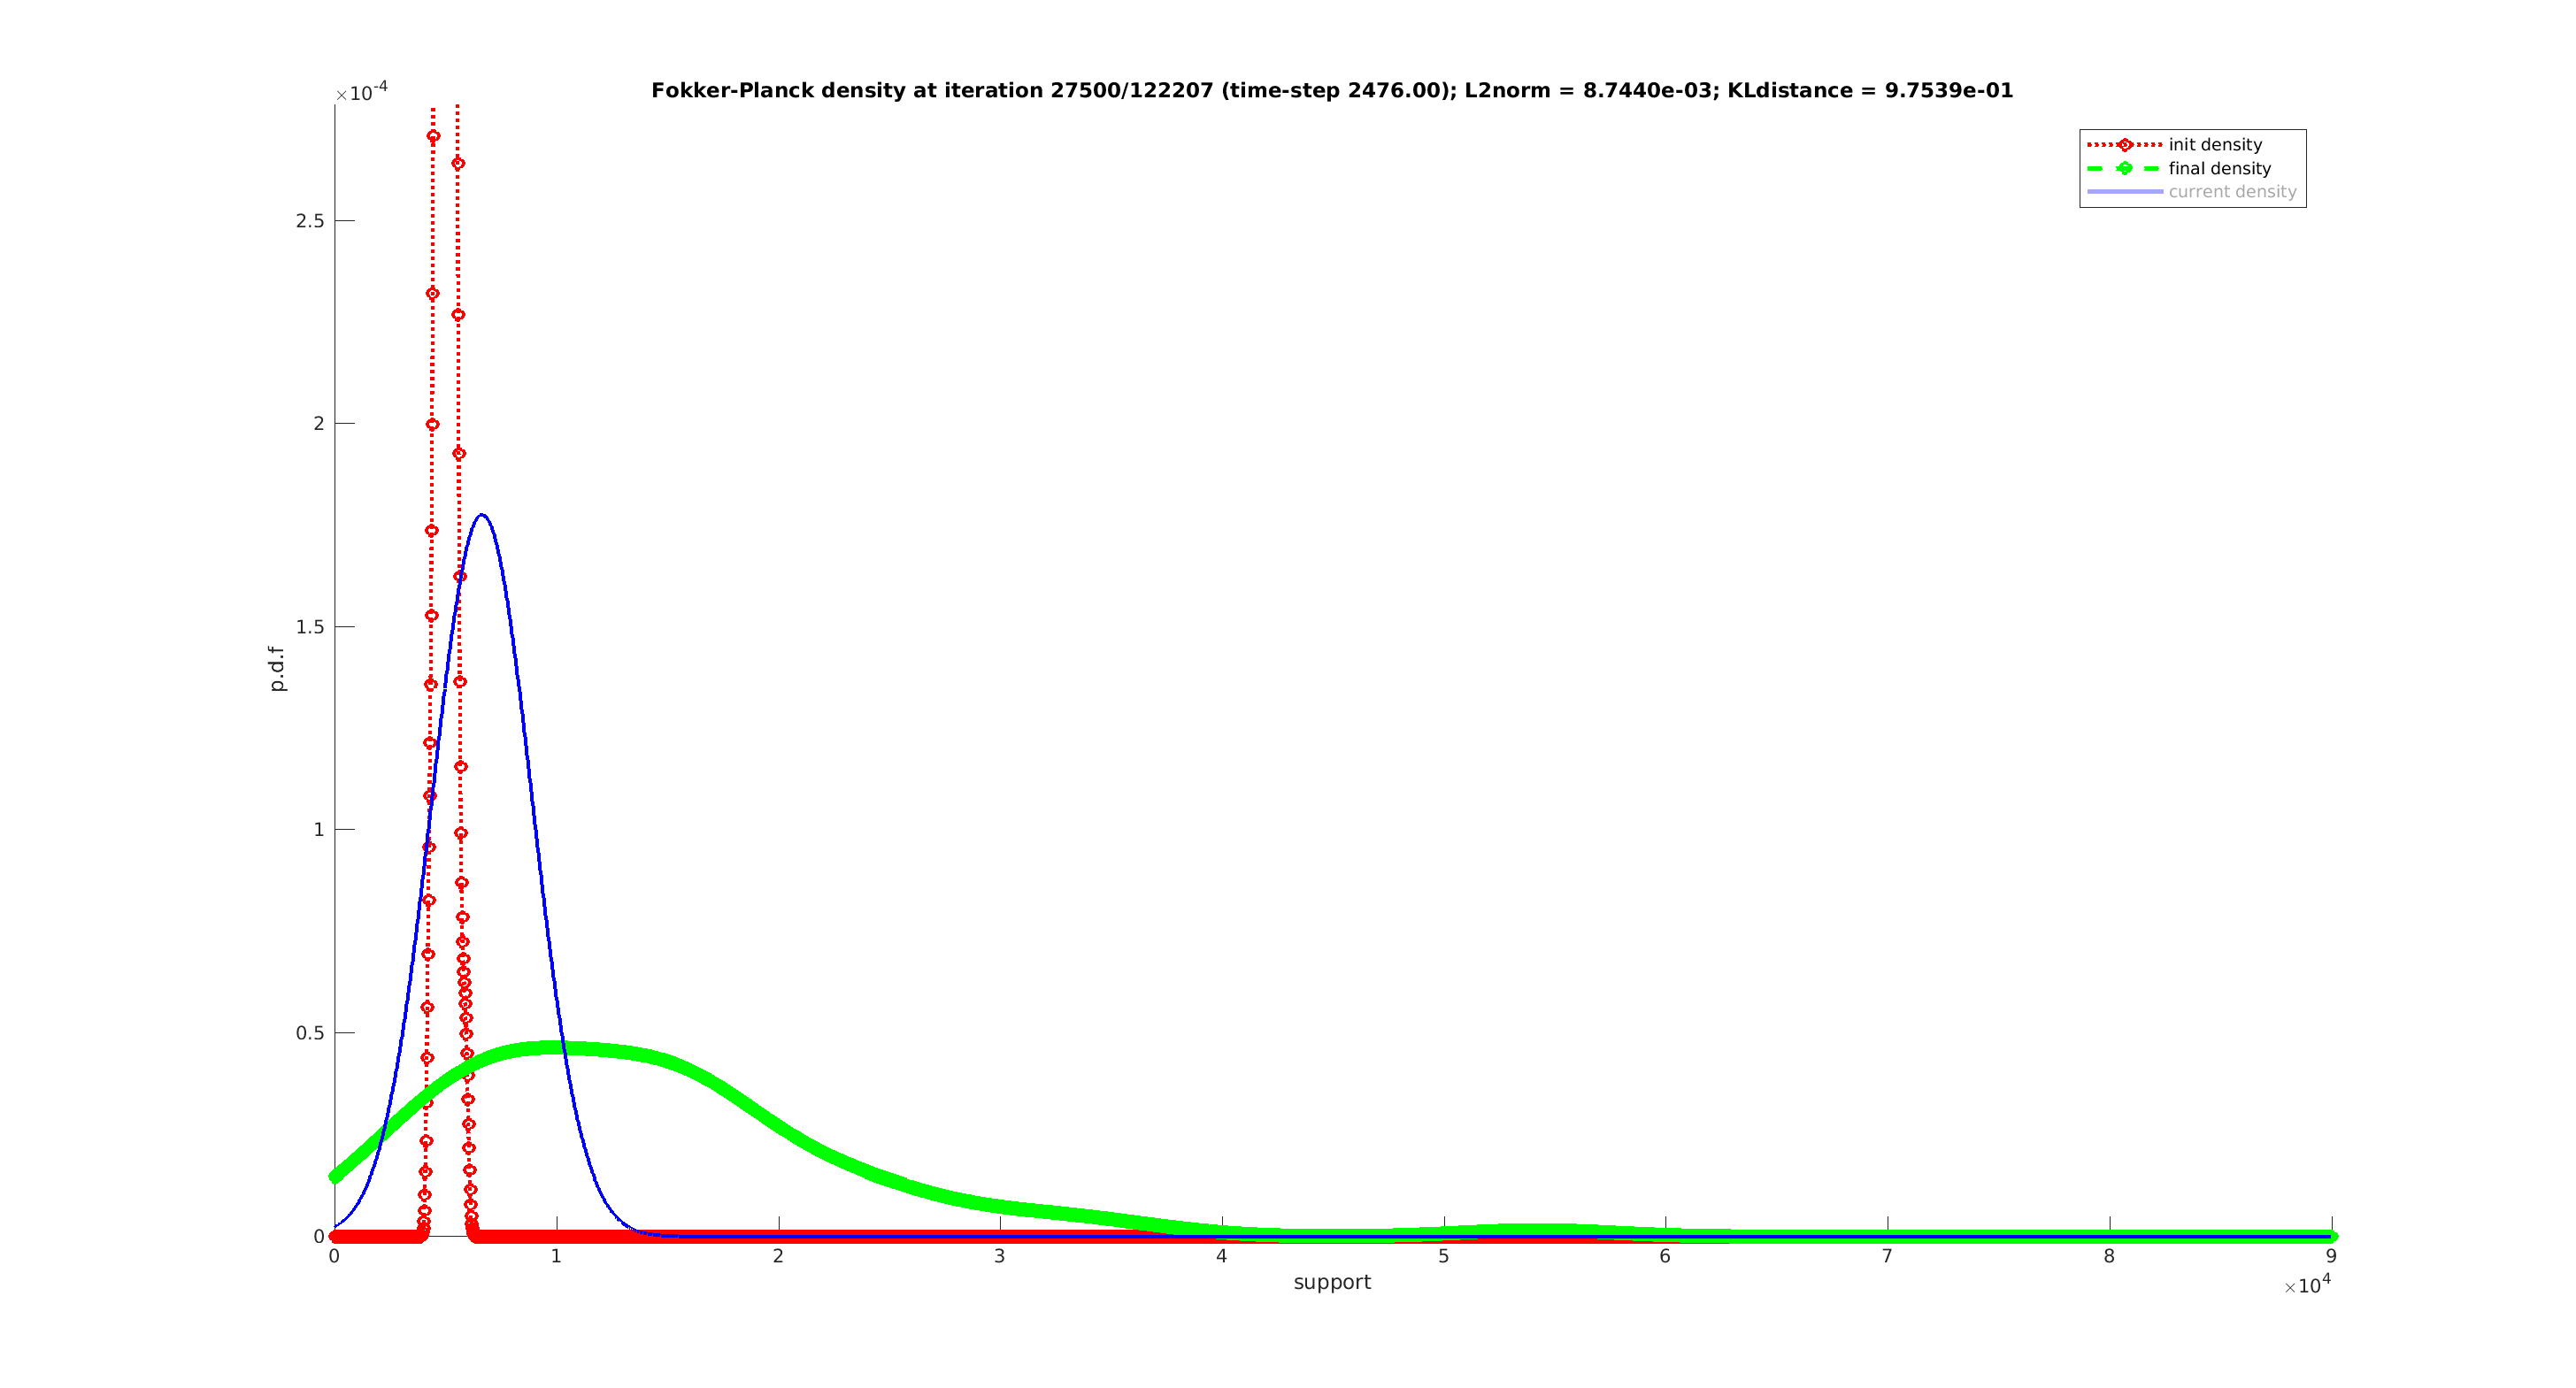 Fokker-Planck density at iteration 27500/122207 (time-step 2476.00); L2norm = 8.7440e-03; KLdistance = 9.7539e-01
×10-4
init density
final density
current density
2.5
2
1.5
1
0.5
0
p.d.f
0 1 2 3 4 5 6 7 8 9
support
×104